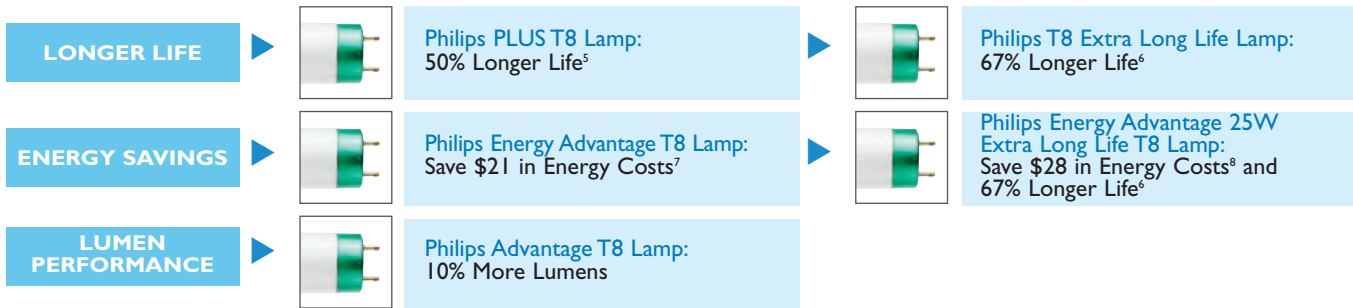 LONGER LIFE
Philips PLUS T8 Lamp:
50% Longer Life⁵
Philips T8 Extra Long Life Lamp:
67% Longer Life⁶
ENERGY SAVINGS
Philips Energy Advantage T8 Lamp:
Save $21 in Energy Costs⁷
Philips Energy Advantage 25W
Extra Long Life T8 Lamp:
Save $28 in Energy Costs⁸ and
67% Longer Life⁶
LUMEN
PERFORMANCE
Philips Advantage T8 Lamp:
10% More Lumens